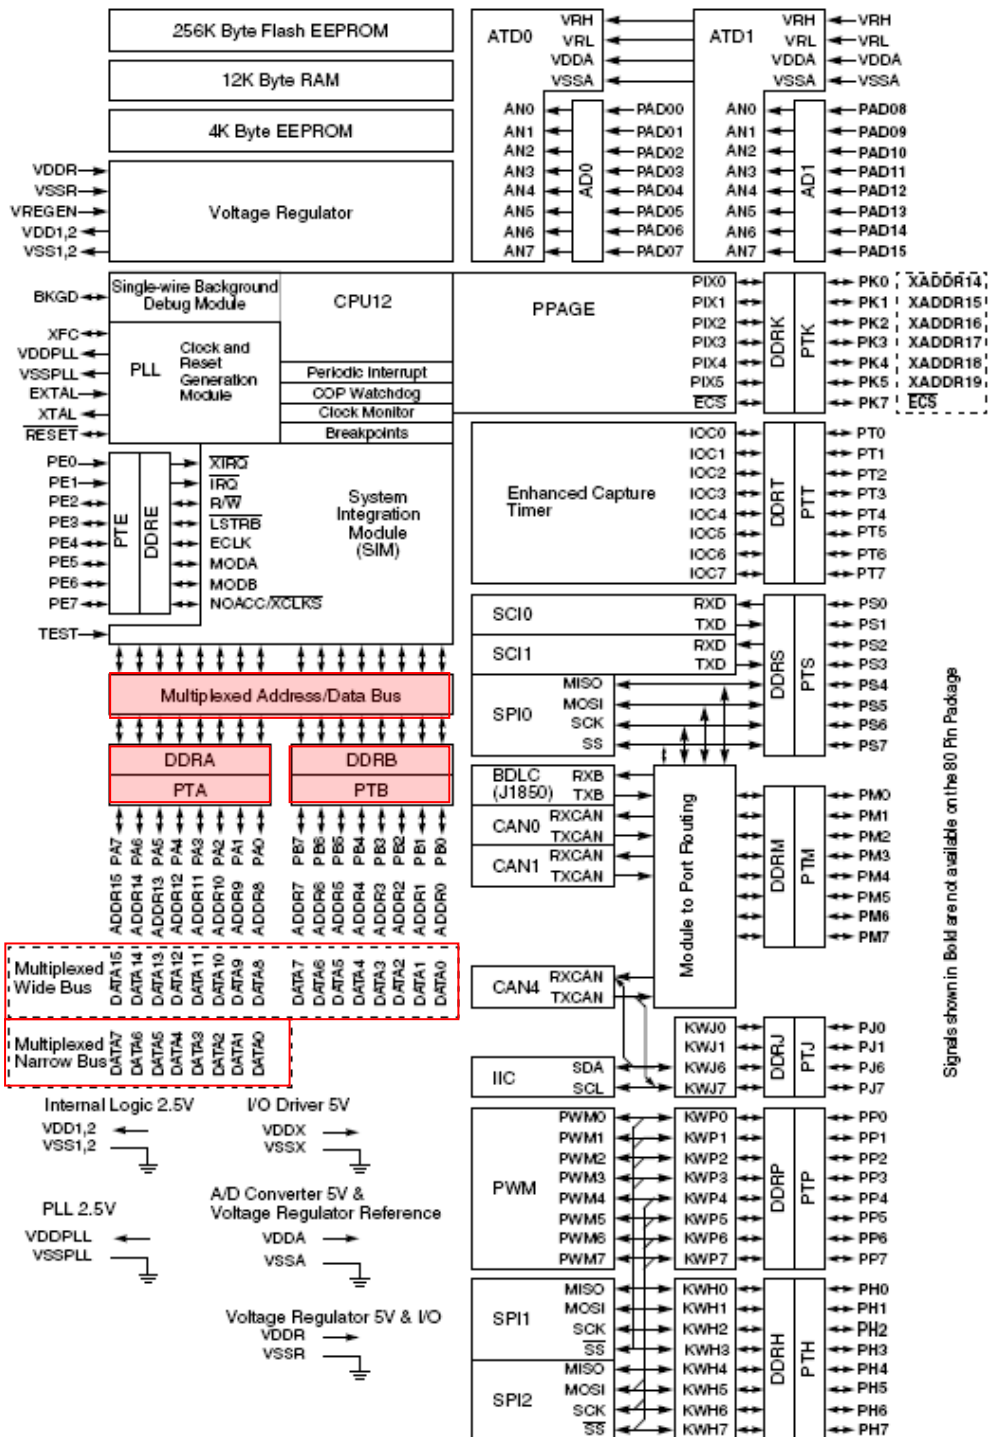 256K Byte Flash EEPROM
12K Byte RAM
4K Byte EEPROM
VDDR
VSSR
VREGEN
VDD1,2
VSS1,2
Voltage Regulator
ATD0
VRH
VRL
VDDA
VSSA
AN0
AN1
AN2
AN3
AN4
AN5
AN6
AN7
AD0
PAD00
PAD01
PAD02
PAD03
PAD04
PAD05
PAD06
PAD07
ATD1
VRH
VRL
VDDA
VSSA
VRH
VRL
VDDA
VSSA
AN0
AN1
AN2
AN3
AN4
AN5
AN6
AN7
AD1
PAD08
PAD09
PAD10
PAD11
PAD12
PAD13
PAD14
PAD15
BKGD
XFC
VDDPLL
VSSPLL
EXTAL
XTAL
RESET
Single-wire Background
Debug Module
CPU12
PLL
Clock and
Reset
Generation
Module
Periodic Interrupt
COP Watchdog
Clock Monitor
Breakpoints
PPAGE
PIX0
PIX1
PIX2
PIX3
PIX4
PIX5
ECS
DDRK
PTK
PK0 XADDR14
PK1 XADDR15
PK2 XADDR16
PK3 XADDR17
PK4 XADDR18
PK5 XADDR19
PK7 ECS
PE0
PE1
PE2
PE3
PE4
PE5
PE6
PE7
TEST
PTE
DDRE
XIRQ
IRQ
R/W
LSTRB
ECLK
MODA
MODB
NOACC/XCLKS
System
Integration
Module
(SIM)
Enhanced Capture
Timer
IOC0
IOC1
IOC2
IOC3
IOC4
IOC5
IOC6
IOC7
DDRT
PTT
PT0
PT1
PT2
PT3
PT4
PT5
PT6
PT7
Multiplexed Address/Data Bus
DDRA
PTA
DDRB
PTB
PA7
PA6
PA5
PA4
PA3
PA2
PA1
PA0
PB7
PB6
PB5
PB4
PB3
PB2
PB1
PB0
ADDR15
ADDR14
ADDR13
ADDR12
ADDR11
ADDR10
ADDR9
ADDR8
ADDR7
ADDR6
ADDR5
ADDR4
ADDR3
ADDR2
ADDR1
ADDR0
Multiplexed
Wide Bus
DATA15
DATA14
DATA13
DATA12
DATA11
DATA10
DATA9
DATA8
DATA7
DATA6
DATA5
DATA4
DATA3
DATA2
DATA1
DATA0
Multiplexed
Narrow Bus
DATA7
DATA6
DATA5
DATA4
DATA3
DATA2
DATA1
DATA0
SCI0
RXD
TXD
SCI1
RXD
TXD
SPI0
MISO
MOSI
SCK
SS
DDRS
PTS
PS0
PS1
PS2
PS3
PS4
PS5
PS6
PS7
BDLC
(J1850)
RXB
TXB
CAN0
RXCAN
TXCAN
CAN1
RXCAN
TXCAN
CAN4
RXCAN
TXCAN
Module to Port Routing
DDRM
PTM
PM0
PM1
PM2
PM3
PM4
PM5
PM6
PM7
IIC
SDA
SCL
KWJ0
KWJ1
KWJ6
KWJ7
DDRJ
PTJ
PJ0
PJ1
PJ6
PJ7
Signals shown in Bold are not available on the 80 Pin Package
Internal Logic 2.5V
VDD1,2
VSS1,2
I/O Driver 5V
VDDX
VSSX
PLL 2.5V
VDDPLL
VSSPLL
A/D Converter 5V &
Voltage Regulator Reference
VDDA
VSSA
Voltage Regulator 5V & I/O
VDDR
VSSR
PWM
PWM0
PWM1
PWM2
PWM3
PWM4
PWM5
PWM6
PWM7
KWP0
KWP1
KWP2
KWP3
KWP4
KWP5
KWP6
KWP7
DDRP
PTP
PP0
PP1
PP2
PP3
PP4
PP5
PP6
PP7
SPI1
MISO
MOSI
SCK
SS
SPI2
MISO
MOSI
SCK
SS
KWH0
KWH1
KWH2
KWH3
KWH4
KWH5
KWH6
KWH7
DDRH
PTH
PH0
PH1
PH2
PH3
PH4
PH5
PH6
PH7